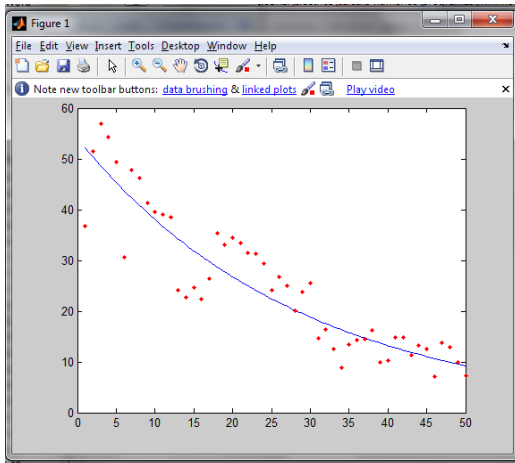 Figure 1
File Edit View Insert Tools Desktop Window Help
Note new toolbar buttons: data brushing & linked plots Play video
60
50
40
30
20
10
0
0 5 10 15 20 25 30 35 40 45 50